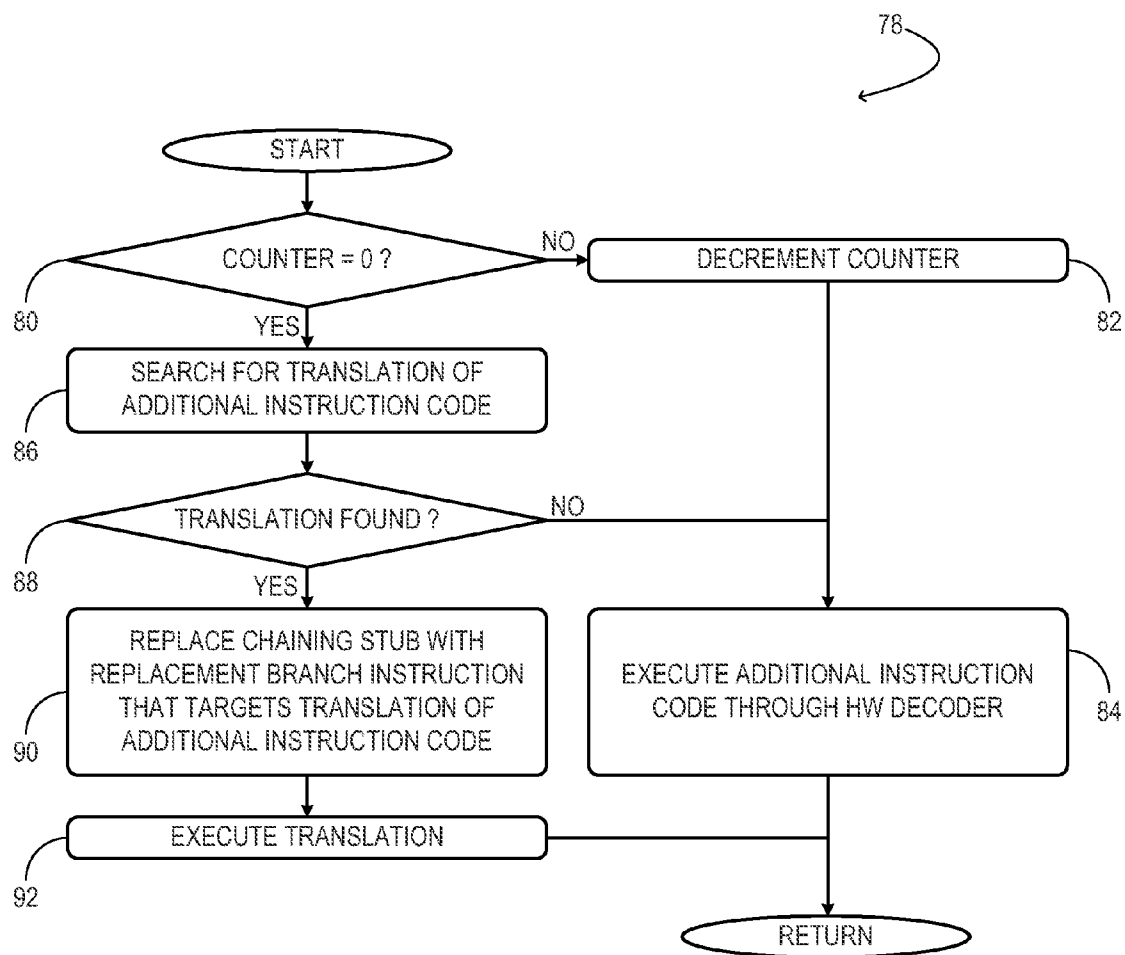 78
START
COUNTER = 0 ?
NO
DECREMENT COUNTER
80
82
YES
SEARCH FOR TRANSLATION OF
ADDITIONAL INSTRUCTION CODE
86
TRANSLATION FOUND ?
NO
88
YES
REPLACE CHAINING STUB WITH
REPLACEMENT BRANCH INSTRUCTION
THAT TARGETS TRANSLATION OF
ADDITIONAL INSTRUCTION CODE
90
EXECUTE ADDITIONAL INSTRUCTION
CODE THROUGH HW DECODER
84
EXECUTE TRANSLATION
92
RETURN